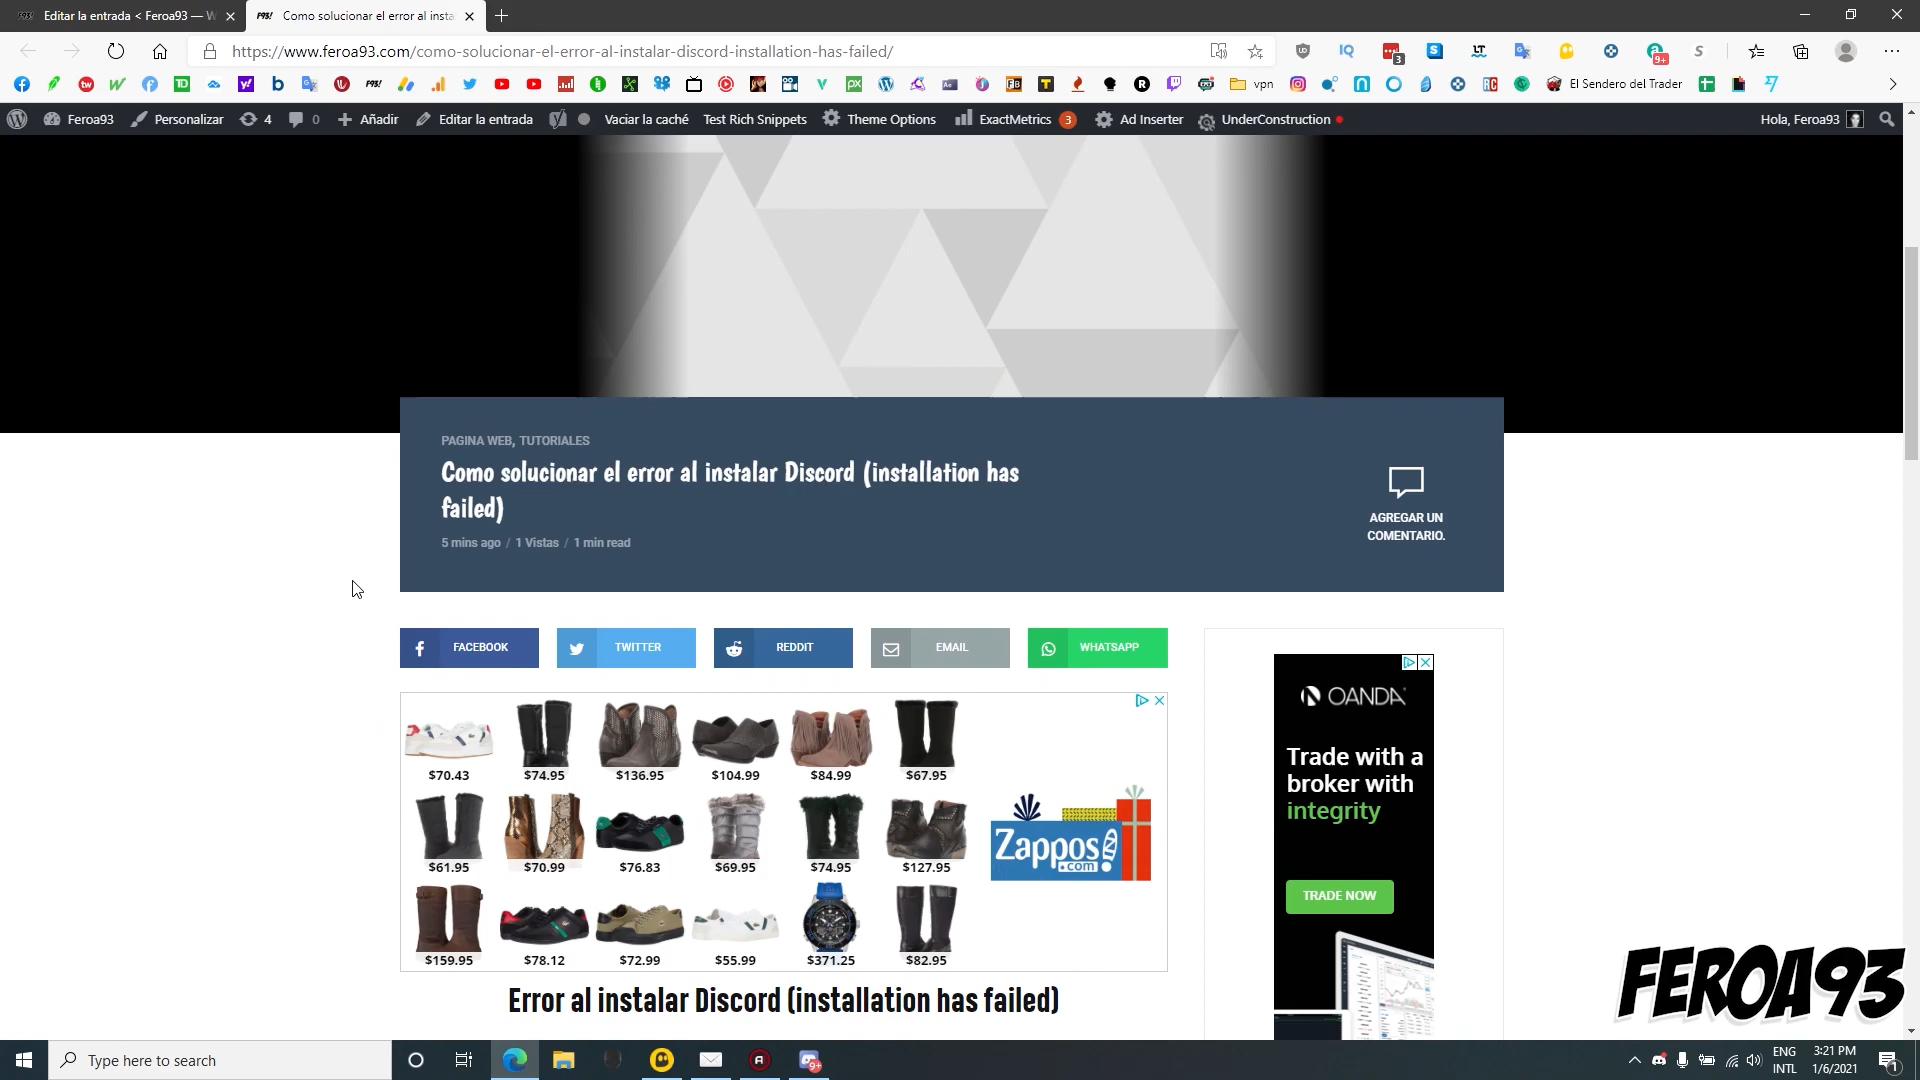 Editar la entrada < Feroa93 — W
Como solucionar el error al insta
https://www.feroa93.com/como-solucionar-el-error-al-instalar-discord-installation-has-failed/
vpn
El Sendero del Trader
Feroa93
Personalizar
4
0
Añadir
Editar la entrada
Vaciar la caché
Test Rich Snippets
Theme Options
ExactMetrics
3
Ad Inserter
UnderConstruction
Hola, Feroa93
PAGINA WEB, TUTORIALES
Como solucionar el error al instalar Discord (installation has
failed)
5 mins ago / 1 Vistas / 1 min read
AGREGAR UN
COMENTARIO.
FACEBOOK
TWITTER
REDDIT
EMAIL
WHATSAPP
$70.43 $74.95 $136.95 $104.99 $84.99 $67.95
$61.95 $70.99 $76.83 $69.95 $74.95 $127.95
$159.95 $78.12 $72.99 $55.99 $371.25 $82.95
Zappos
.com
OANDA
Trade with a
broker with
integrity
TRADE NOW
Error al instalar Discord (installation has failed)
FEROA93
Type here to search
ENG
INTL
3:21 PM
1/6/2021